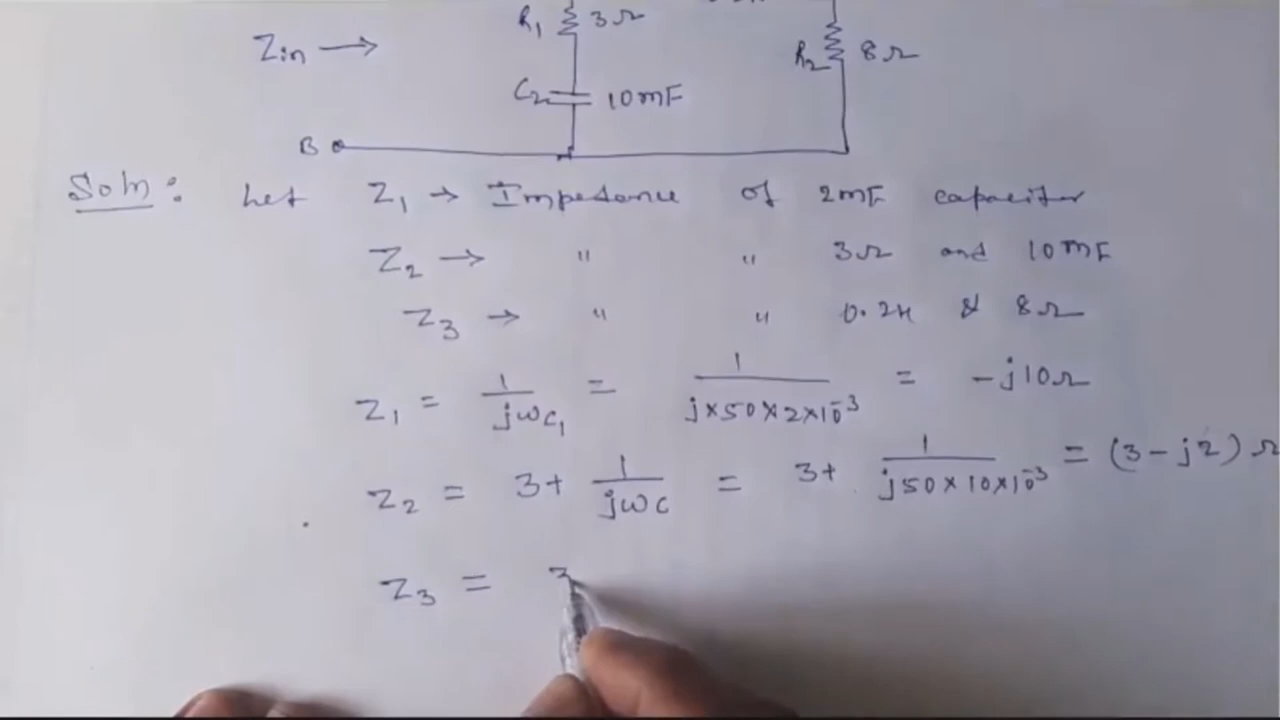 R₁ 3Ω
Zin → R₂ 8Ω
C₂ 10mF
B
Soln: Let Z₁ → Impedance of 2mF capacitor
Z₂ → " " 3Ω and 10mF
Z₃ → " " 0.2H & 8Ω
Z₁ = 1/jωC₁ = 1/j×50×2×10⁻³ = -j10Ω
Z₂ = 3+ 1/jωC = 3+ 1/j50×10×10⁻³ = (3-j2)Ω
Z₃ =